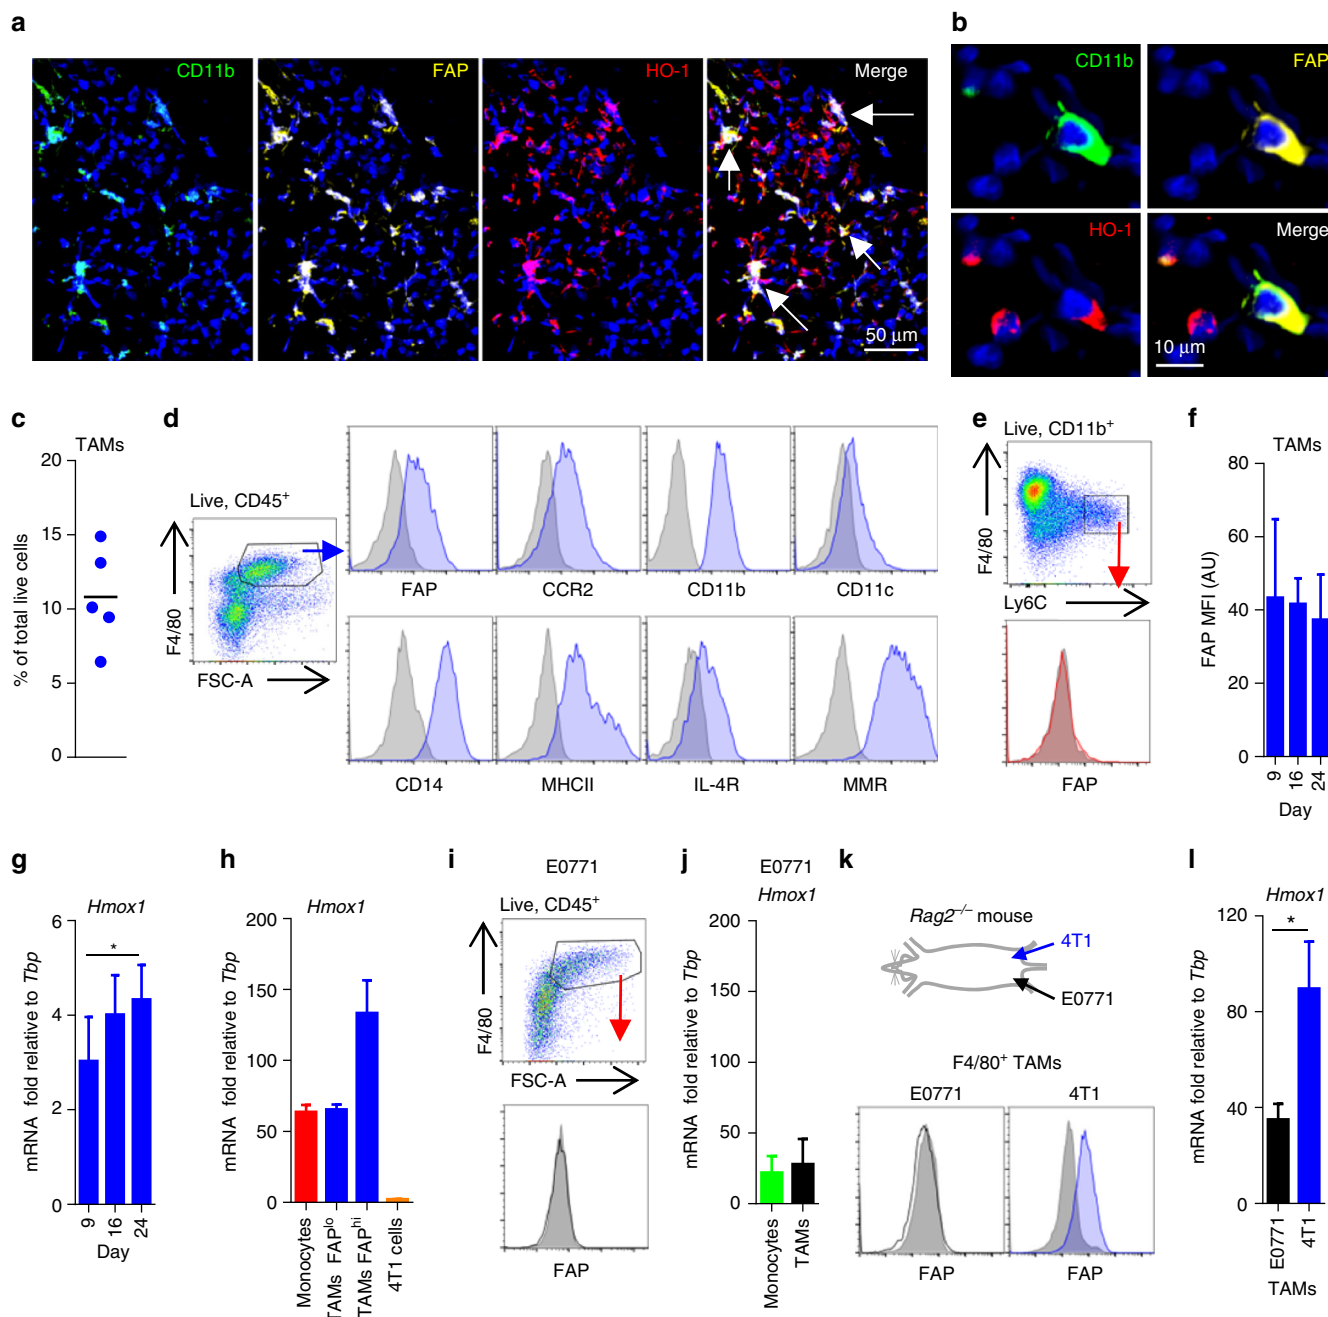 a
CD11b
FAP
HO-1
Merge
50 µm
b
CD11b
FAP
HO-1
Merge
10 µm
c
TAMs
% of total live cells
20
15
10
5
0
d
Live, CD45⁺
F4/80
FSC-A
FAP
CCR2
CD11b
CD11c
CD14
MHCII
IL-4R
MMR
e
Live, CD11b⁺
F4/80
Ly6C
FAP
f
TAMs
FAP MFI (AU)
80
60
40
20
0
9
16
24
Day
g
Hmox1
mRNA fold relative to Tbp
6
4
2
0
*
9
16
24
Day
h
Hmox1
mRNA fold relative to Tbp
200
150
100
50
0
Monocytes
TAMs FAPˡᵒ
TAMs FAPʰⁱ
4T1 cells
i
E0771
Live, CD45⁺
F4/80
FSC-A
FAP
j
E0771
Hmox1
mRNA fold relative to Tbp
200
150
100
50
0
Monocytes
TAMs
k
Rag2⁻/⁻ mouse
4T1
E0771
F4/80⁺ TAMs
E0771
4T1
FAP
FAP
l
Hmox1
mRNA fold relative to Tbp
120
80
40
0
*
E0771
4T1
TAMs